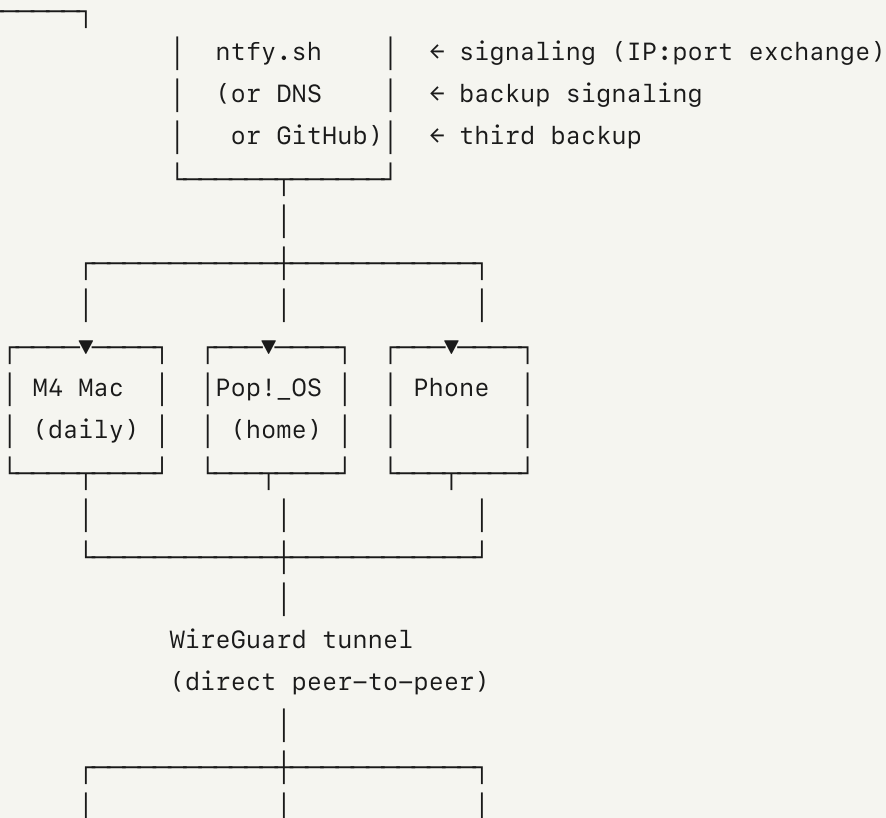 ntfy.sh ← signaling (IP:port exchange)
(or DNS ← backup signaling
or GitHub) ← third backup
M4 Mac Pop!_OS Phone
(daily) (home)
WireGuard tunnel
(direct peer-to-peer)